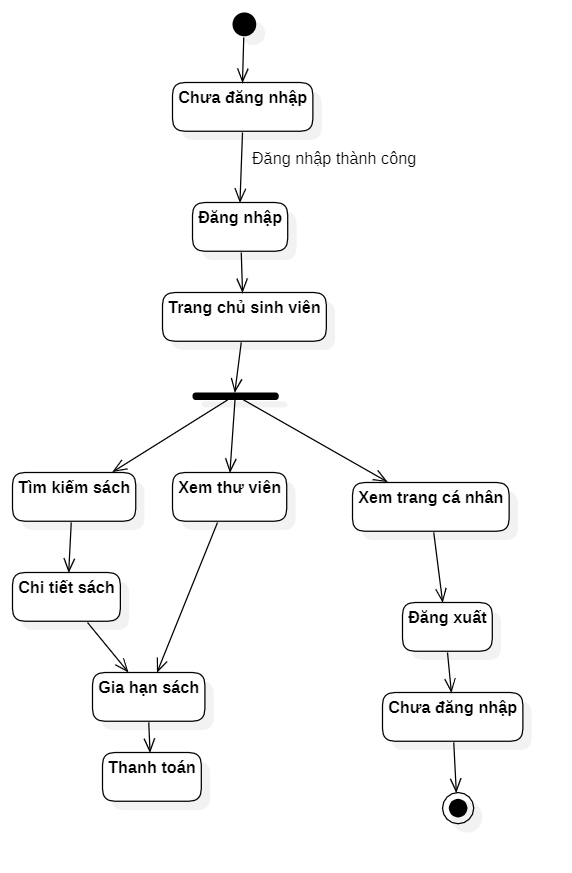 Chưa đăng nhập
Đăng nhập thành công
Đăng nhập
Trang chủ sinh viên
Tìm kiếm sách
Xem thư viên
Xem trang cá nhân
Chi tiết sách
Đăng xuất
Gia hạn sách
Chưa đăng nhập
Thanh toán